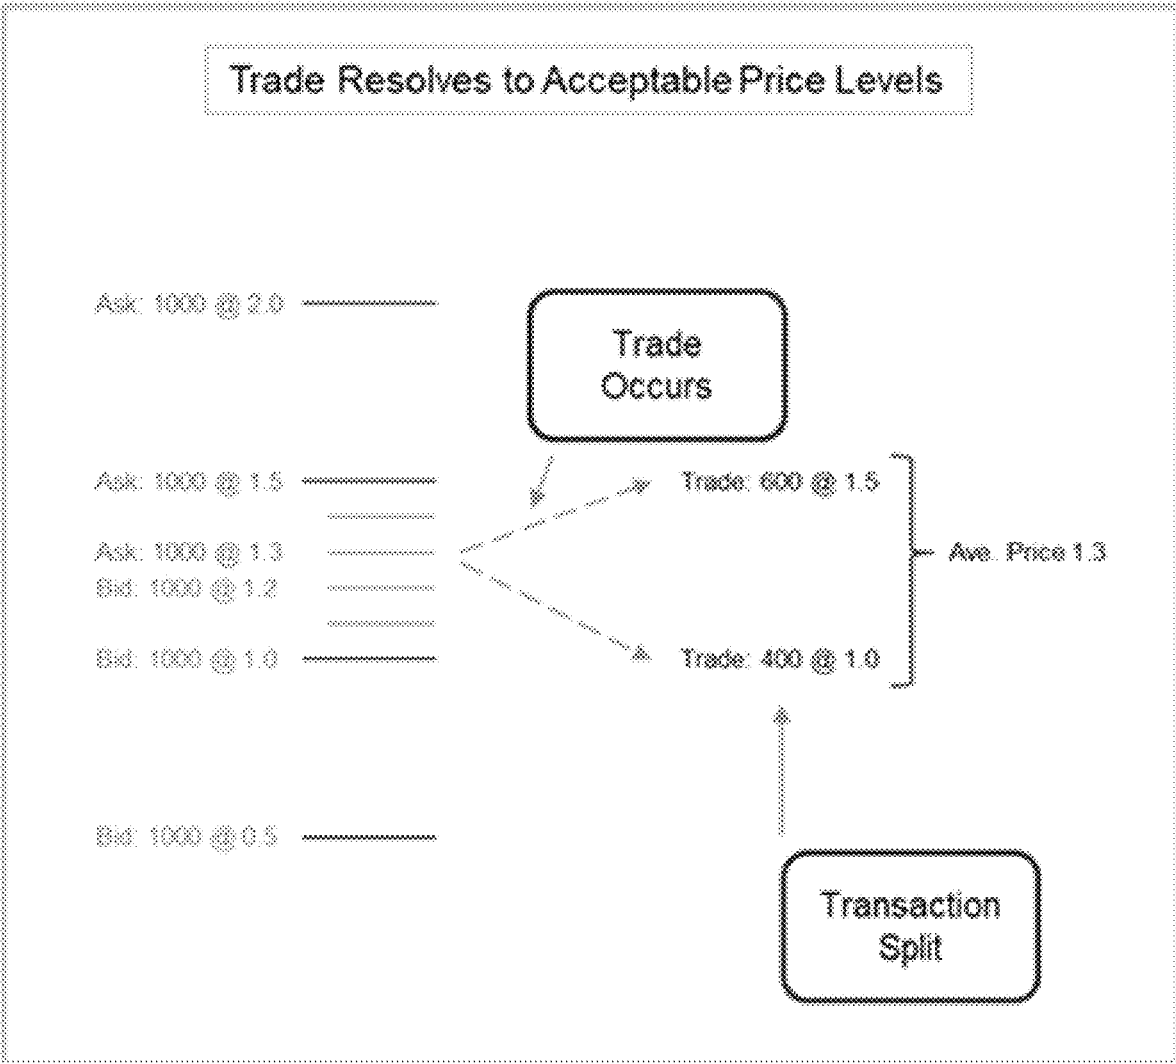 Trade Resolves to Acceptable Price Levels
Ask: 1000 @ 2.0
Trade
Occurs
Ask: 1000 @ 1.5
Trade: 600 @ 1.5
Ask: 1000 @ 1.3
Ave. Price 1.3
Bid: 1000 @ 1.2
Bid: 1000 @ 1.0
Trade: 400 @ 1.0
Bid: 1000 @ 0.5
Transaction
Split